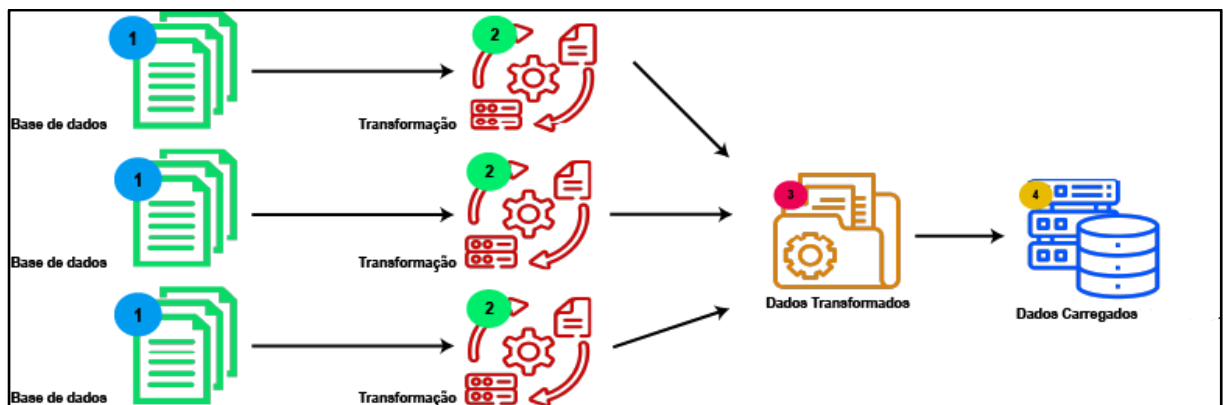 1
2
Base de dados
Transformação
1
2
3
4
Base de dados
Transformação
Dados Transformados
Dados Carregados
1
2
Base de dados
Transformação